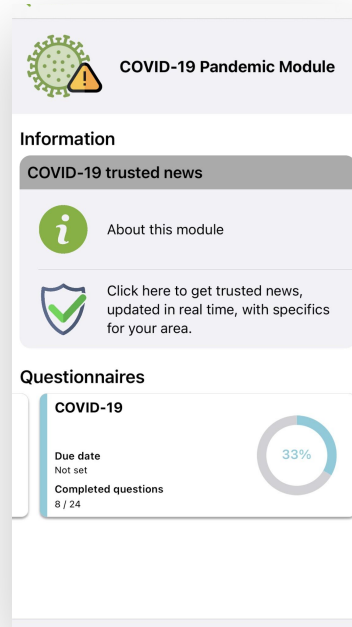 COVID-19 Pandemic Module
Information
COVID-19 trusted news
About this module
Click here to get trusted news,
updated in real time, with specifics
for your area.
Questionnaires
COVID-19
Due date
Not set
Completed questions
8 / 24
33%